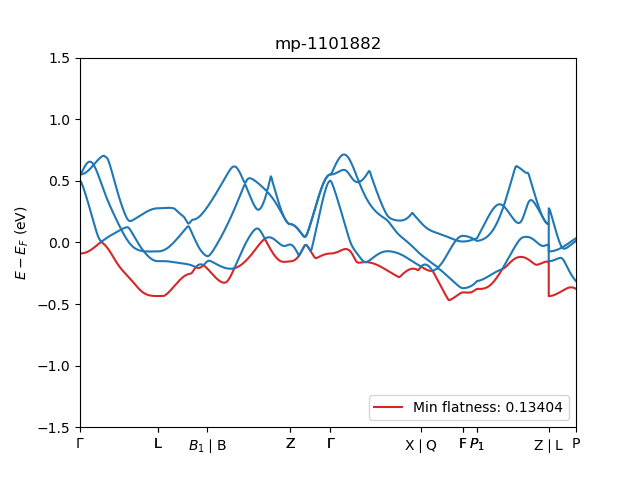 mp-1101882
E − E_F (eV)
1.5
1.0
0.5
0.0
−0.5
−1.0
−1.5
Min flatness: 0.13404
Γ L B₁ | B Z Γ X | Q F P₁ Z | L P